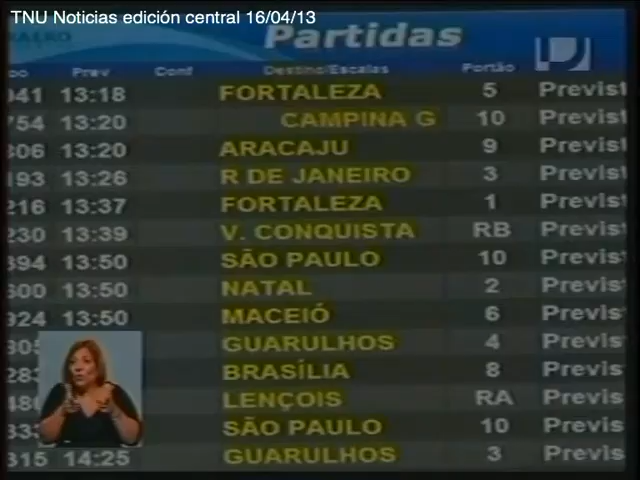 TNU Noticias edición central 16/04/13
Partidas
Prev Conf Destino/Escalas Portão
041 13:18 FORTALEZA 5 Previst
754 13:20 CAMPINA G 10 Previst
306 13:20 ARACAJU 9 Previst
193 13:26 R DE JANEIRO 3 Previst
216 13:37 FORTALEZA 1 Previst
230 13:39 V. CONQUISTA RB Previst
394 13:50 SÃO PAULO 10 Previst
600 13:50 NATAL 2 Previst
924 13:50 MACEIÓ 6 Previst
GUARULHOS 4 Previst
BRASÍLIA 8 Previst
LENÇOIS RA Previst
SÃO PAULO 10 Previst
315 14:25 GUARULHOS 3 Previst